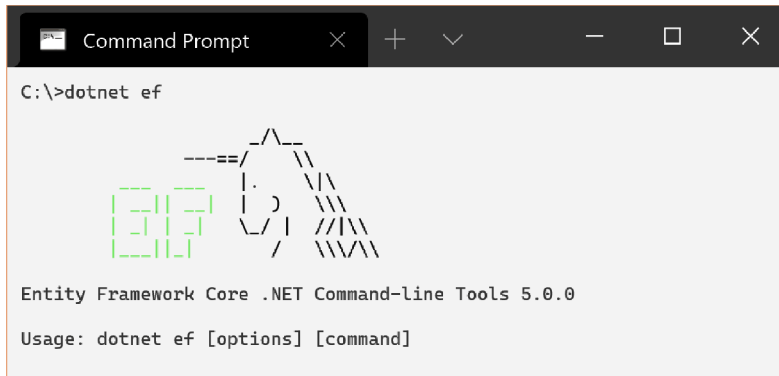 Command Prompt
C:\>dotnet ef
EF
Entity Framework Core .NET Command-line Tools 5.0.0
Usage: dotnet ef [options] [command]